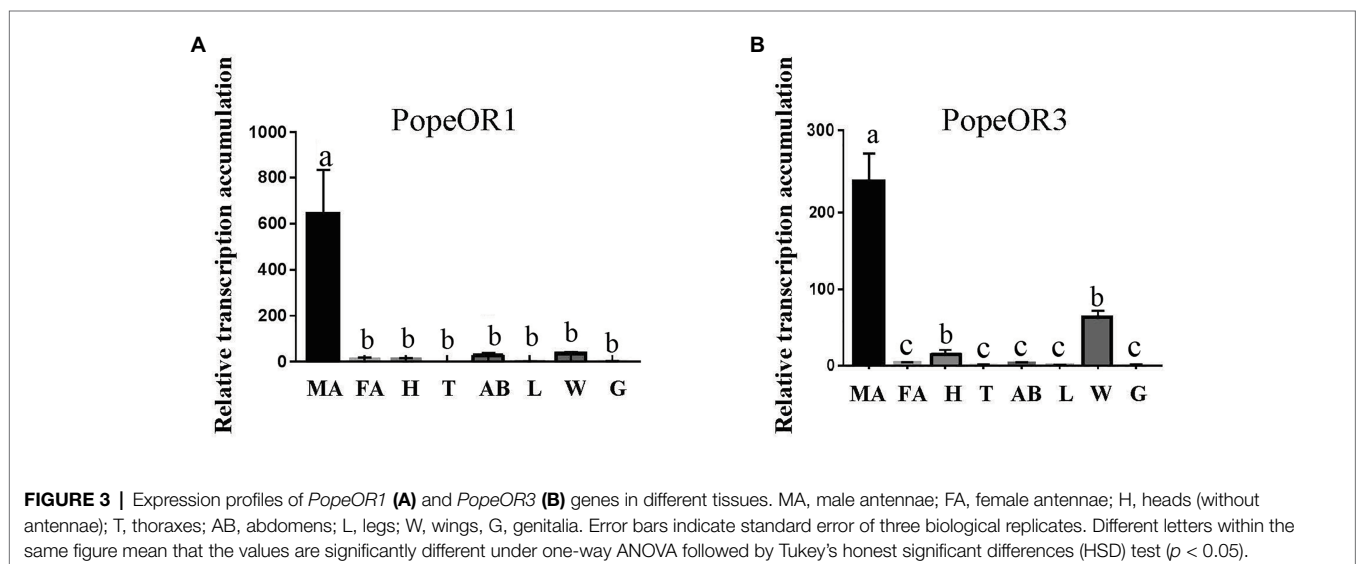 A
PopeOR1
Relative transcription accumulation
1000
800
600
400
200
0
a
b
b
b
b
b
b
b
MA FA H T AB L W G
B
PopeOR3
Relative transcription accumulation
300
200
100
0
a
c
b
c
c
c
b
c
MA FA H T AB L W G
FIGURE 3 | Expression profiles of PopeOR1 (A) and PopeOR3 (B) genes in different tissues. MA, male antennae; FA, female antennae; H, heads (without
antennae); T, thoraxes; AB, abdomens; L, legs; W, wings, G, genitalia. Error bars indicate standard error of three biological replicates. Different letters within the
same figure mean that the values are significantly different under one-way ANOVA followed by Tukey's honest significant differences (HSD) test (p < 0.05).